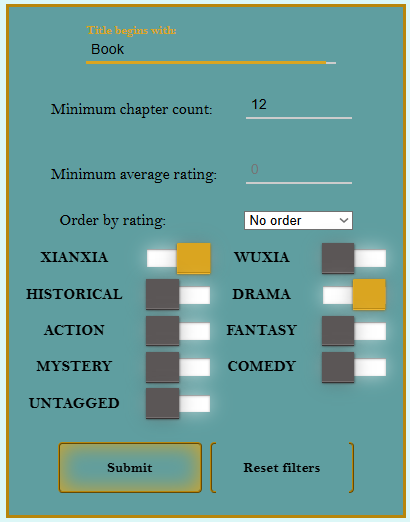 Title begins with:
Book
Minimum chapter count: 12
Minimum average rating: 0
Order by rating: No order
XIANXIA WUXIA
HISTORICAL DRAMA
ACTION FANTASY
MYSTERY COMEDY
UNTAGGED
Submit Reset filters